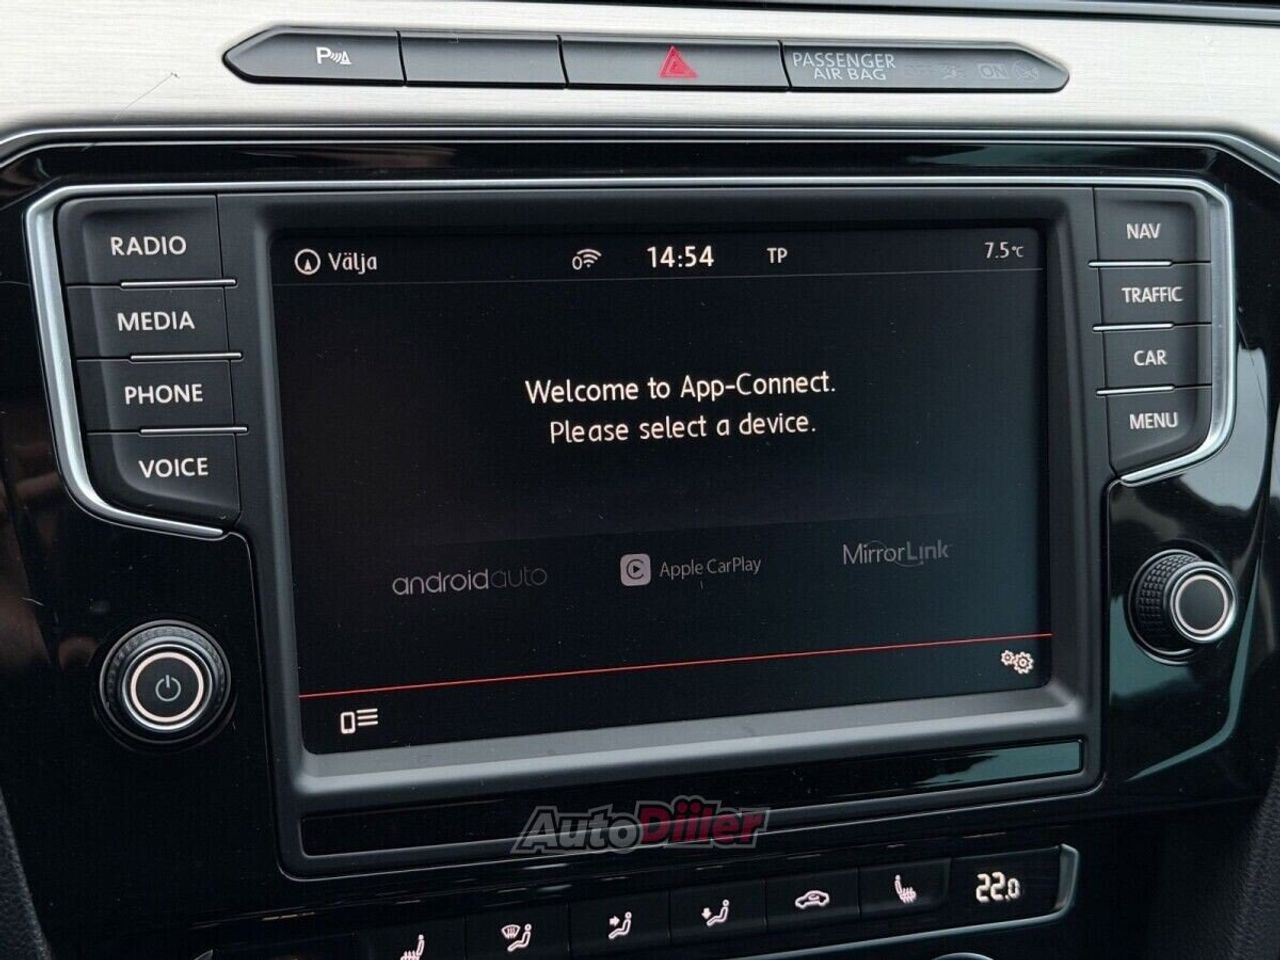 P
PASSENGER
AIR BAG
ON
RADIO
MEDIA
PHONE
VOICE
NAV
TRAFFIC
CAR
MENU
Välja
0
14:54
TP
7.5°C
Welcome to App-Connect.
Please select a device.
androidauto
Apple CarPlay
MirrorLink
AutoDiiler
22.0